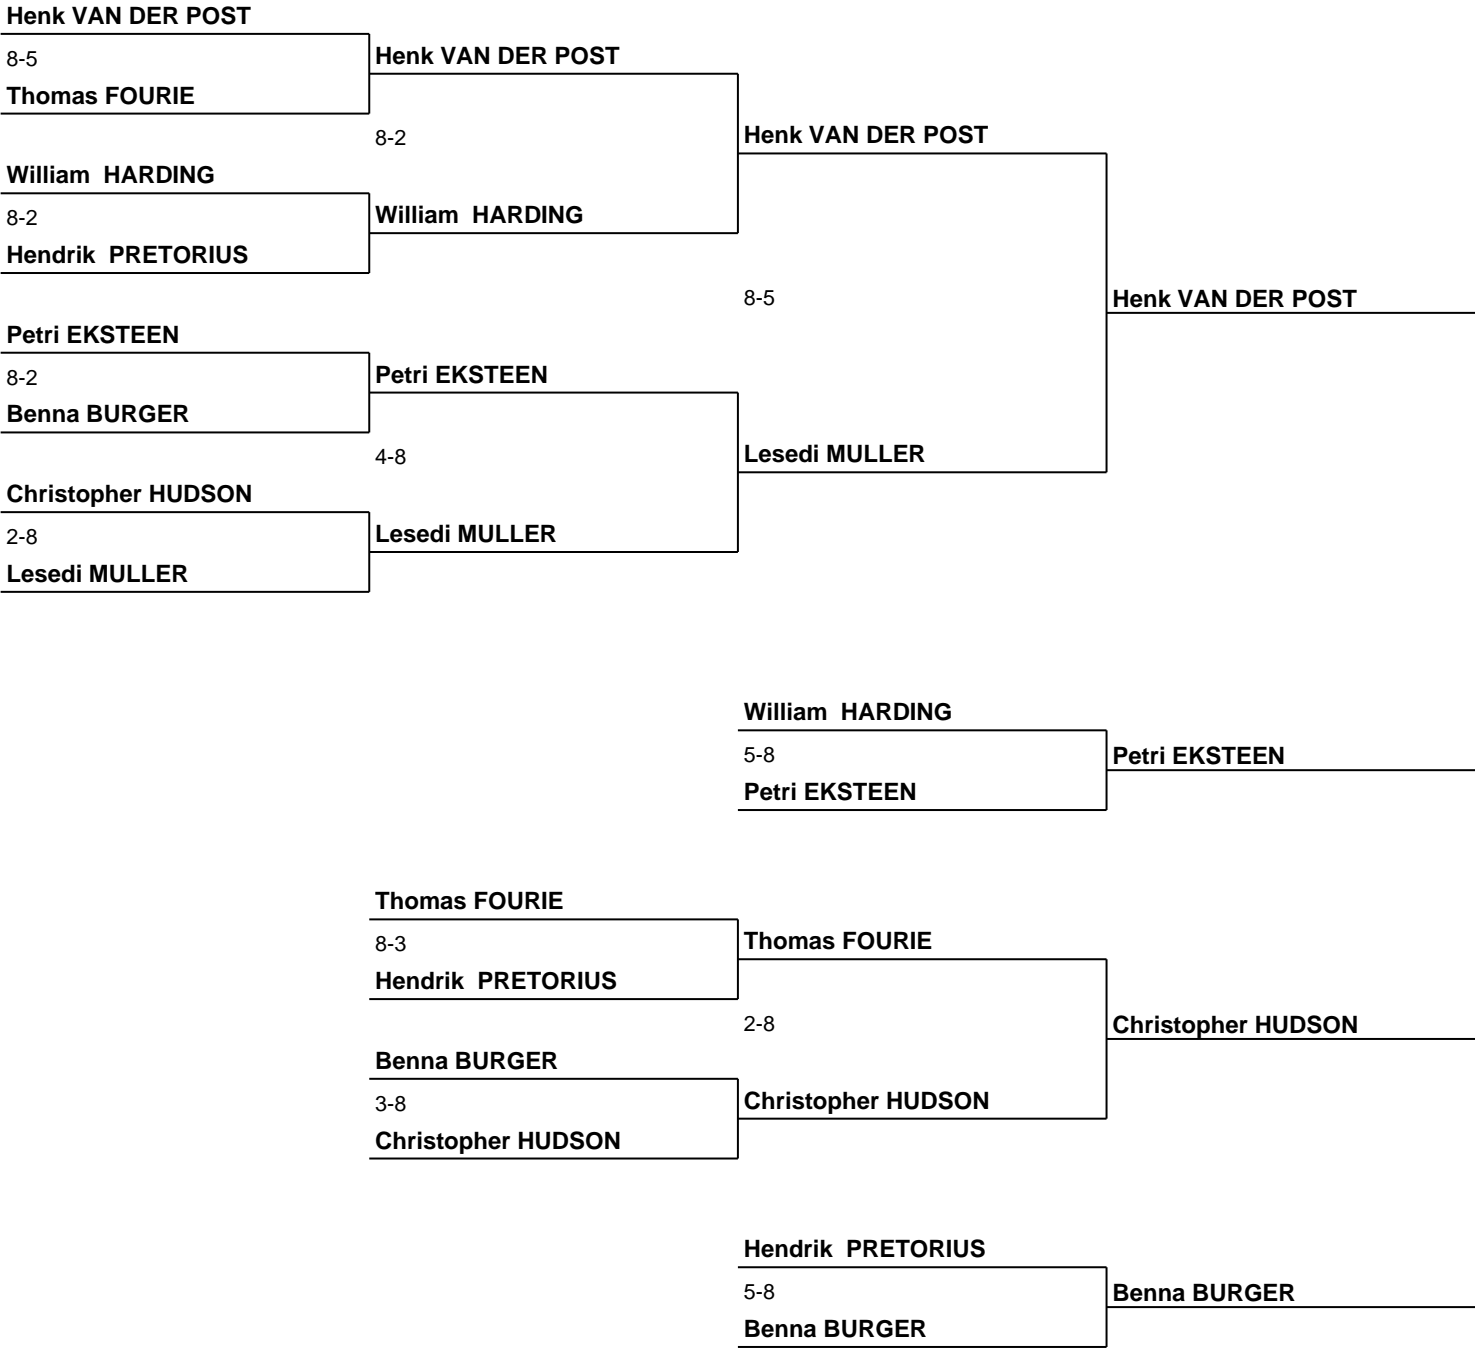 Henk VAN DER POST
8-5
Henk VAN DER POST
Thomas FOURIE
8-2
Henk VAN DER POST
William  HARDING
8-2
William  HARDING
Hendrik  PRETORIUS
8-5
Henk VAN DER POST
Petri EKSTEEN
8-2
Petri EKSTEEN
Benna BURGER
4-8
Lesedi MULLER
Christopher HUDSON
2-8
Lesedi MULLER
Lesedi MULLER
William  HARDING
5-8
Petri EKSTEEN
Petri EKSTEEN
Thomas FOURIE
8-3
Thomas FOURIE
Hendrik  PRETORIUS
2-8
Christopher HUDSON
Benna BURGER
3-8
Christopher HUDSON
Christopher HUDSON
Hendrik  PRETORIUS
5-8
Benna BURGER
Benna BURGER